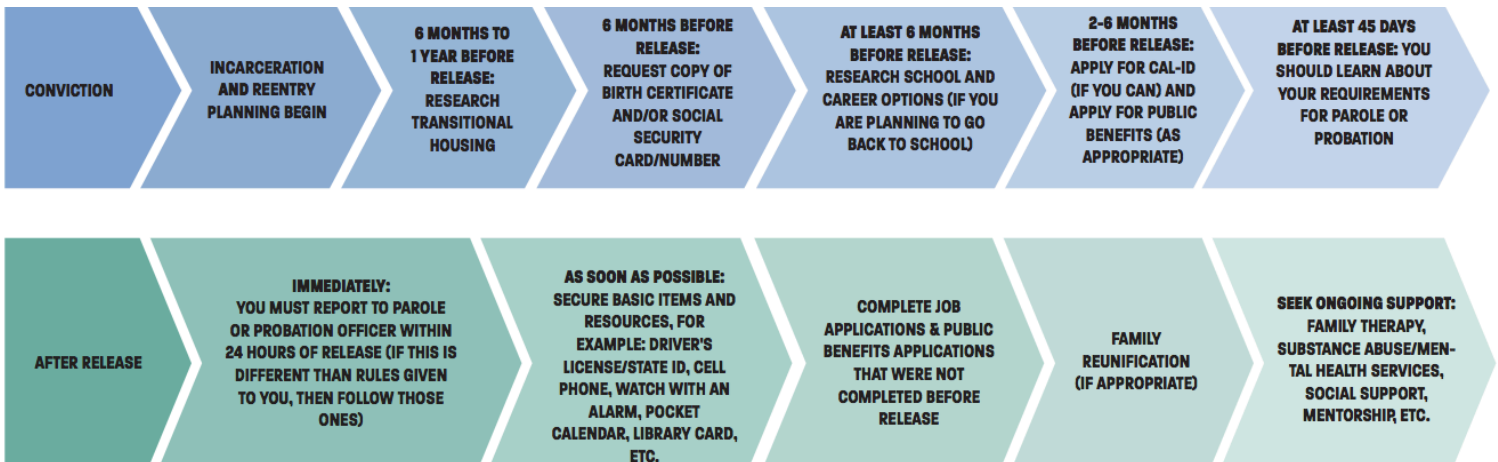 CONVICTION
INCARCERATION
AND REENTRY
PLANNING BEGIN
6 MONTHS TO
1 YEAR BEFORE
RELEASE:
RESEARCH
TRANSITIONAL
HOUSING
6 MONTHS BEFORE
RELEASE:
REQUEST COPY OF
BIRTH CERTIFICATE
AND/OR SOCIAL
SECURITY
CARD/NUMBER
AT LEAST 6 MONTHS
BEFORE RELEASE:
RESEARCH SCHOOL AND
CAREER OPTIONS (IF YOU
ARE PLANNING TO GO
BACK TO SCHOOL)
2-6 MONTHS
BEFORE RELEASE:
APPLY FOR CAL-ID
(IF YOU CAN) AND
APPLY FOR PUBLIC
BENEFITS (AS
APPROPRIATE)
AT LEAST 45 DAYS
BEFORE RELEASE: YOU
SHOULD LEARN ABOUT
YOUR REQUIREMENTS
FOR PAROLE OR
PROBATION
AFTER RELEASE
IMMEDIATELY:
YOU MUST REPORT TO PAROLE
OR PROBATION OFFICER WITHIN
24 HOURS OF RELEASE (IF THIS IS
DIFFERENT THAN RULES GIVEN
TO YOU, THEN FOLLOW THOSE
ONES)
AS SOON AS POSSIBLE:
SECURE BASIC ITEMS AND
RESOURCES, FOR
EXAMPLE: DRIVER'S
LICENSE/STATE ID, CELL
PHONE, WATCH WITH AN
ALARM, POCKET
CALENDAR, LIBRARY CARD,
ETC.
COMPLETE JOB
APPLICATIONS & PUBLIC
BENEFITS APPLICATIONS
THAT WERE NOT
COMPLETED BEFORE
RELEASE
FAMILY
REUNIFICATION
(IF APPROPRIATE)
SEEK ONGOING SUPPORT:
FAMILY THERAPY,
SUBSTANCE ABUSE/MEN-
TAL HEALTH SERVICES,
SOCIAL SUPPORT,
MENTORSHIP, ETC.